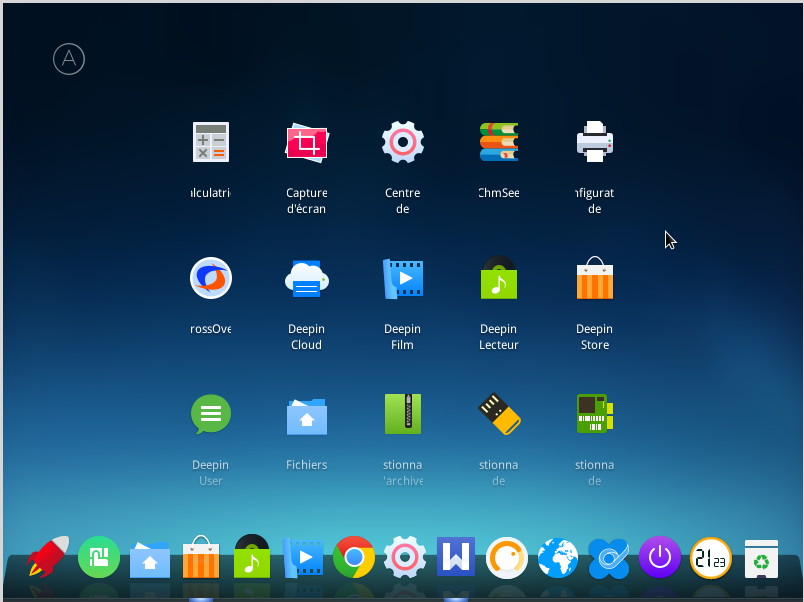 A
alculatri
Capture
d'écran
Centre
de
ChmSee
nfigurat
de
rossOve
Deepin
Cloud
Deepin
Film
Deepin
Lecteur
Deepin
Store
Deepin
User
Fichiers
stionna
'archive
stionna
de
stionna
de
W
21 23